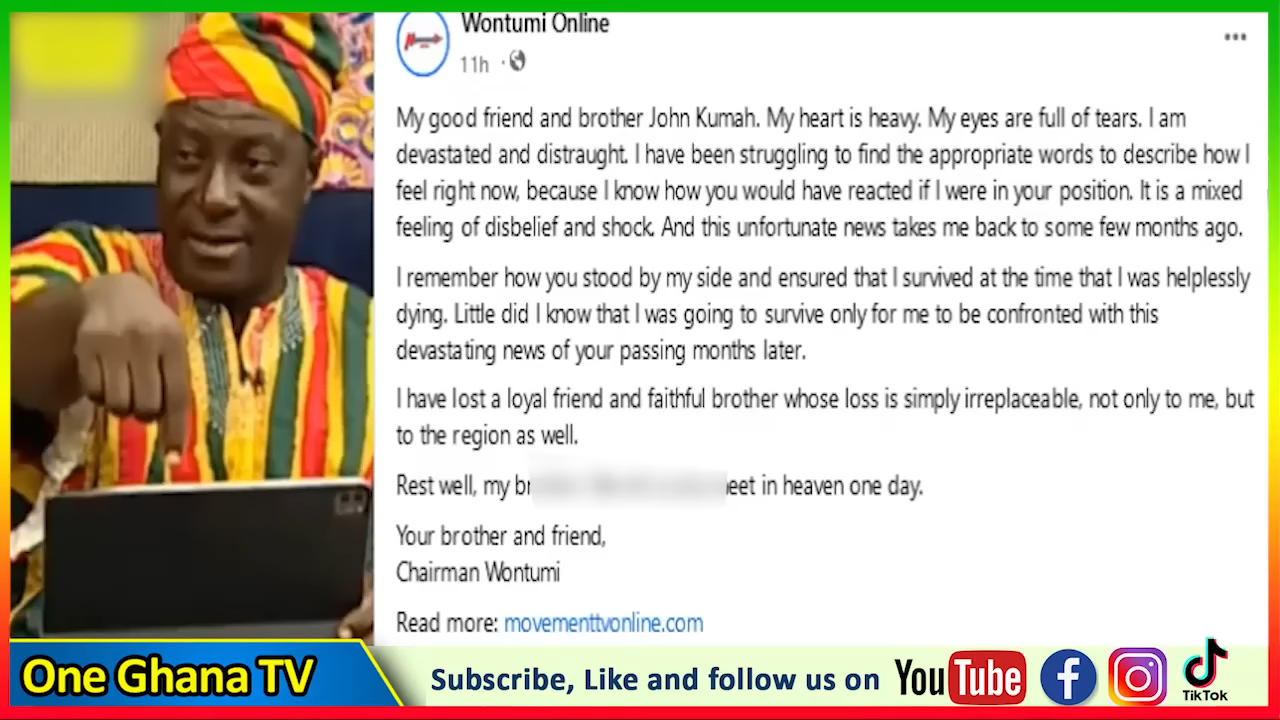 Wontumi Online
11h
My good friend and brother John Kumah. My heart is heavy. My eyes are full of tears. I am
devastated and distraught. I have been struggling to find the appropriate words to describe how I
feel right now, because I know how you would have reacted if I were in your position. It is a mixed
feeling of disbelief and shock. And this unfortunate news takes me back to some few months ago.
I remember how you stood by my side and ensured that I survived at the time that I was helplessly
dying. Little did I know that I was going to survive only for me to be confronted with this
devastating news of your passing months later.
I have lost a loyal friend and faithful brother whose loss is simply irreplaceable, not only to me, but
to the region as well.
Rest well, my in heaven one day.
Your brother and friend,
Chairman Wontumi
Read more: movementtvonline.com
One Ghana TV
Subscribe, Like and follow us on YouTube
TikTok